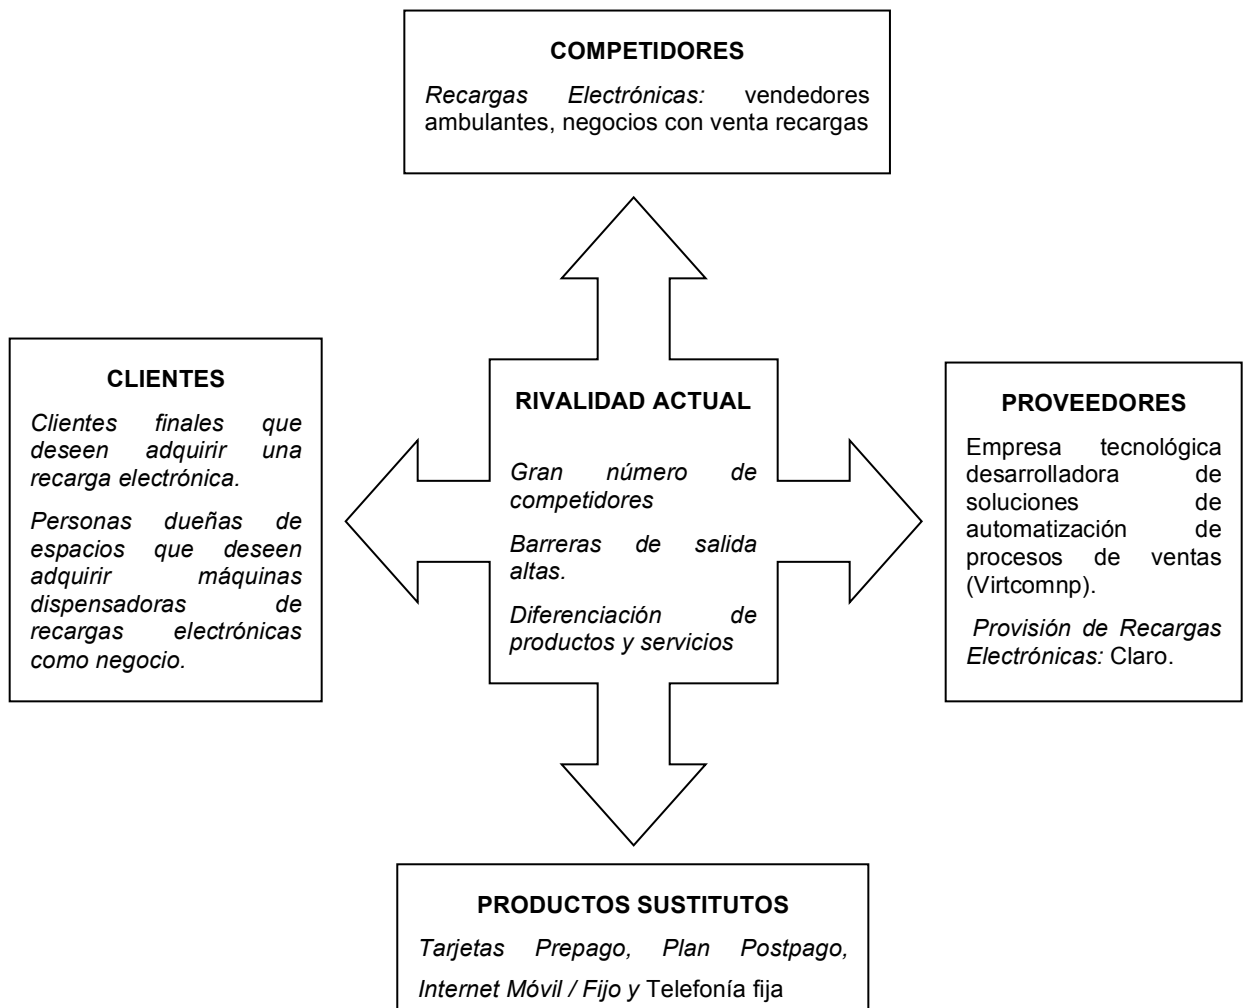 COMPETIDORES
Recargas Electrónicas: vendedores
ambulantes, negocios con venta recargas
CLIENTES
Clientes finales que
deseen adquirir una
recarga electrónica.
Personas dueñas de
espacios que deseen
adquirir máquinas
dispensadoras de
recargas electrónicas
como negocio.
RIVALIDAD ACTUAL
Gran número de
competidores
Barreras de salida
altas.
Diferenciación de
productos y servicios
PROVEEDORES
Empresa tecnológica
desarrolladora de
soluciones de
automatización de
procesos de ventas
(Virtcomnp).
Provisión de Recargas
Electrónicas: Claro.
PRODUCTOS SUSTITUTOS
Tarjetas Prepago, Plan Postpago,
Internet Móvil / Fijo y Telefonía fija